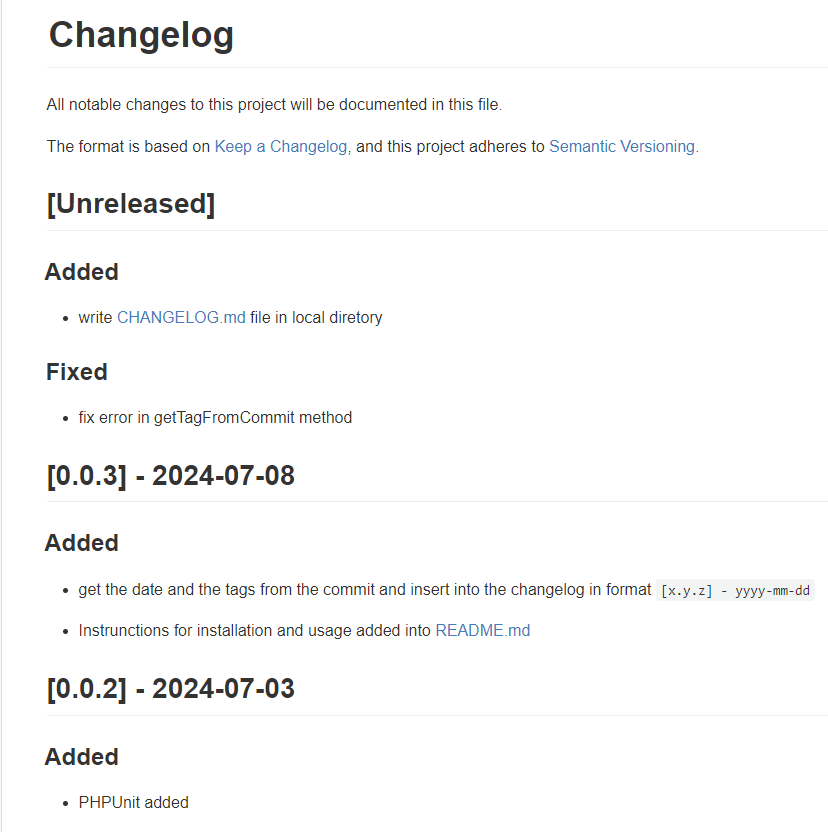 Changelog
All notable changes to this project will be documented in this file.
The format is based on Keep a Changelog, and this project adheres to Semantic Versioning.
[Unreleased]
Added
write CHANGELOG.md file in local diretory
Fixed
fix error in getTagFromCommit method
[0.0.3] - 2024-07-08
Added
get the date and the tags from the commit and insert into the changelog in format [x.y.z] - yyyy-mm-dd
Instrunctions for installation and usage added into README.md
[0.0.2] - 2024-07-03
Added
PHPUnit added